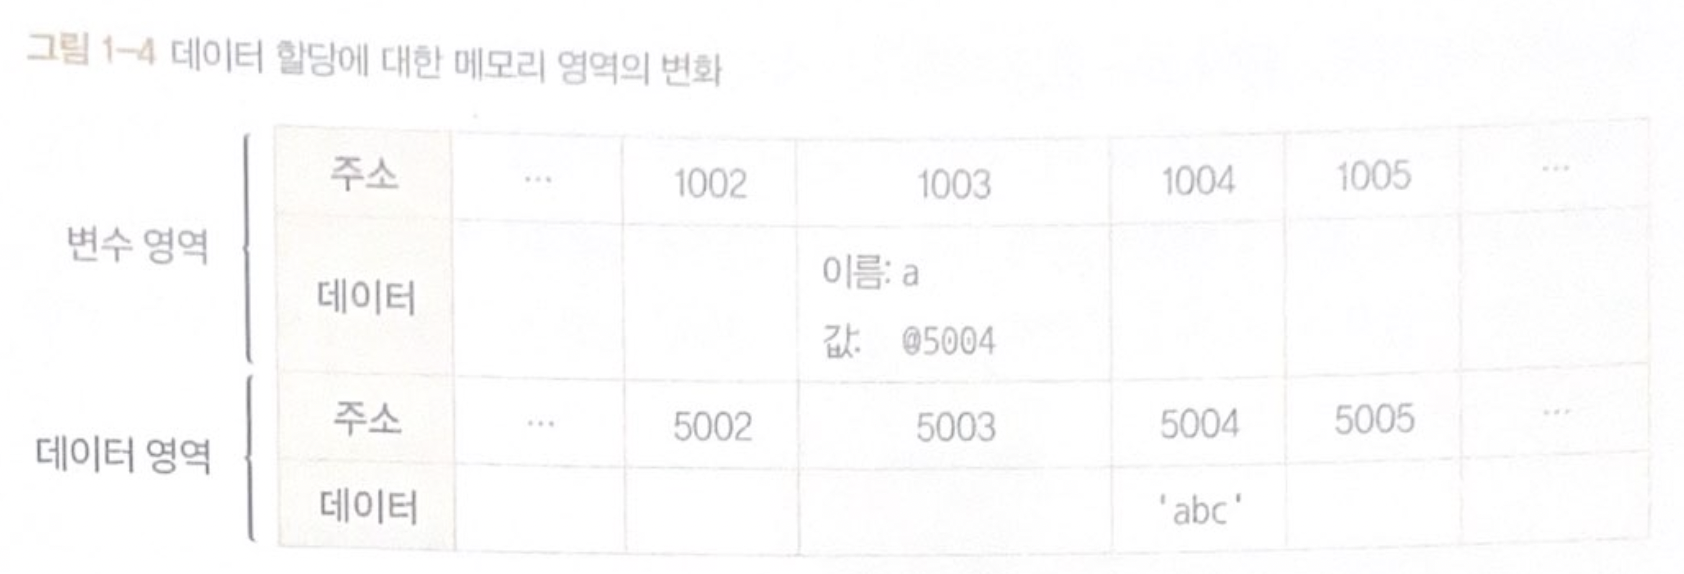 그림 1-4 데이터 할당에 대한 메모리 영역의 변화
주소 … 1002 1003 1004 1005 …
변수 영역
데이터
이름: a
값: @5004
주소 … 5002 5003 5004 5005 …
데이터 영역
데이터 'abc'